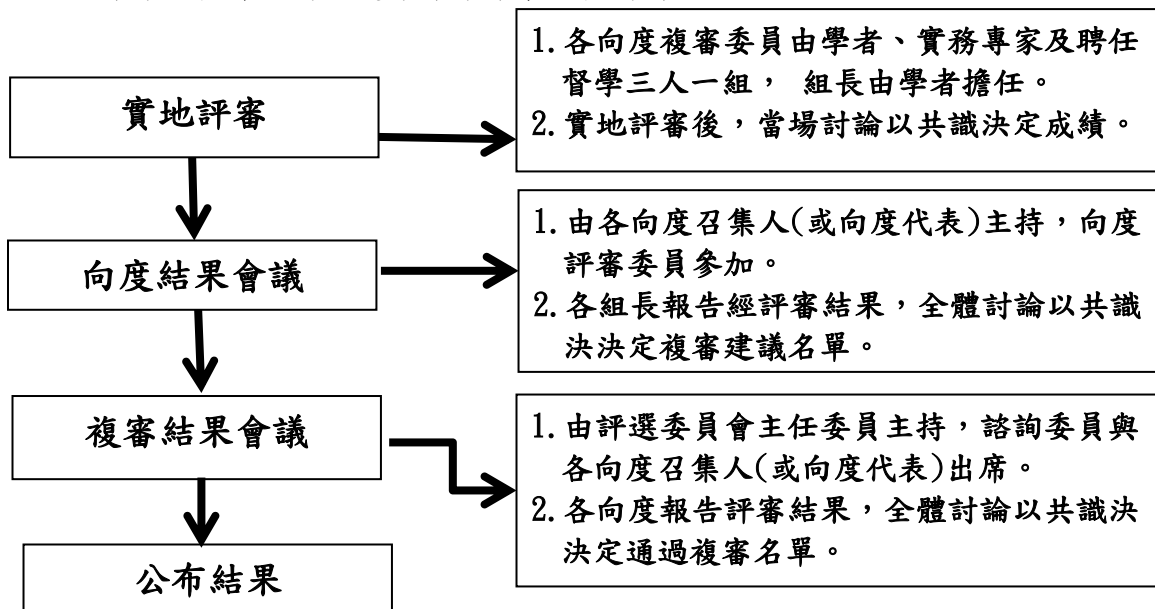 實地評審
1. 各向度複審委員由學者、實務專家及聘任
督學三人一組， 組長由學者擔任。
2. 實地評審後，當場討論以共識決定成績。
向度結果會議
1. 由各向度召集人(或向度代表)主持，向度
評審委員參加。
2. 各組長報告經評審結果，全體討論以共識
決決定複審建議名單。
複審結果會議
1. 由評選委員會主任委員主持，諮詢委員與
各向度召集人(或向度代表)出席。
2. 各向度報告評審結果，全體討論以共識決
決定通過複審名單。
公布結果